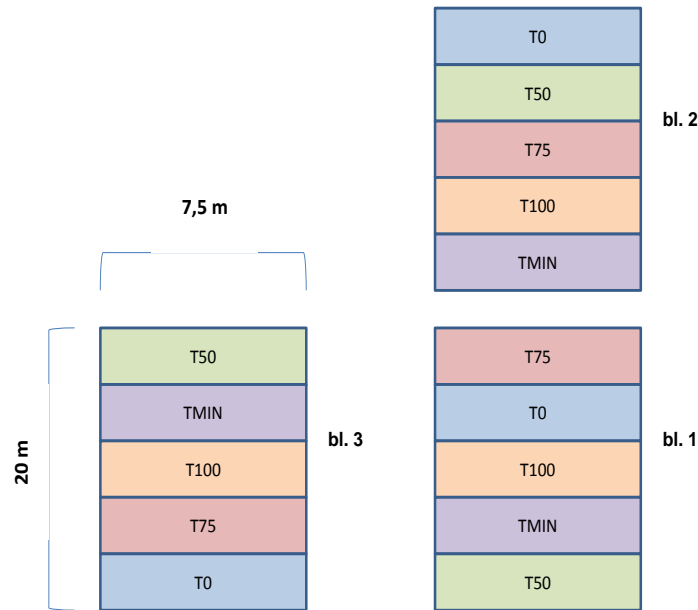 T0
T50
T75
T100
TMIN
bl. 2
7,5 m
20 m
T50
TMIN
T100
T75
T0
bl. 3
T75
T0
T100
TMIN
T50
bl. 1